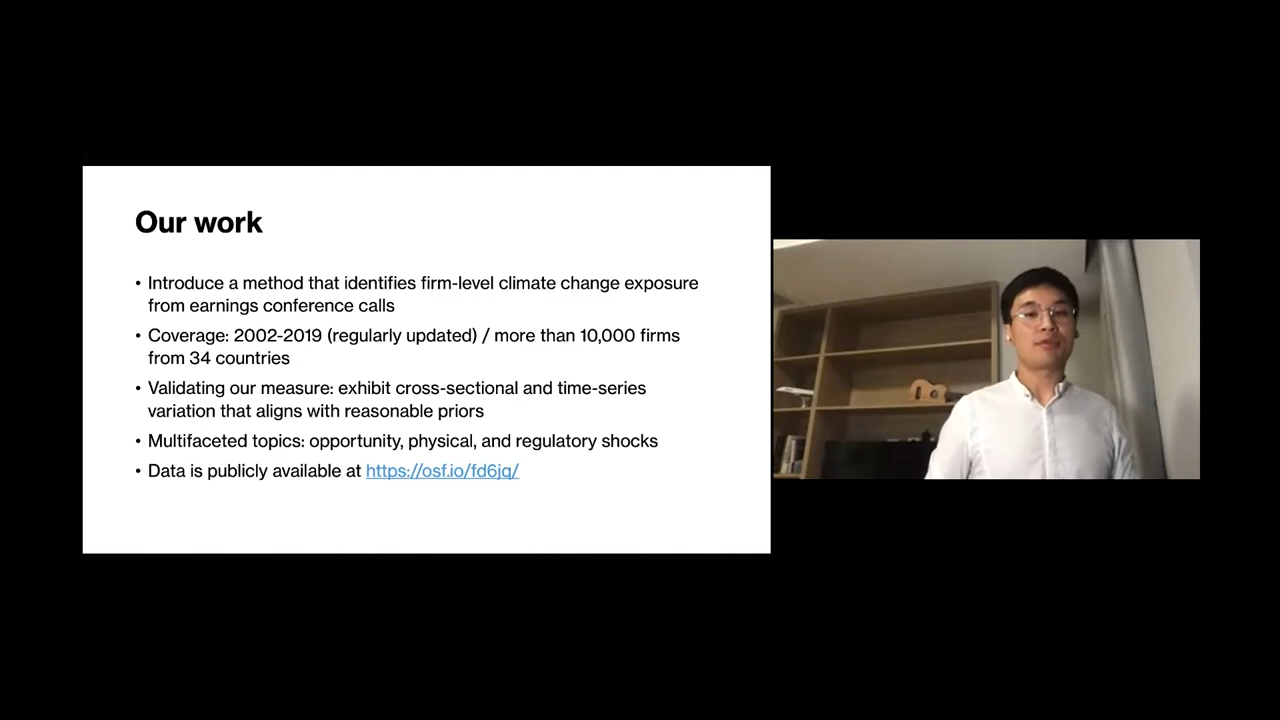 Our work
• Introduce a method that identifies firm-level climate change exposure
from earnings conference calls
• Coverage: 2002-2019 (regularly updated) / more than 10,000 firms
from 34 countries
• Validating our measure: exhibit cross-sectional and time-series
variation that aligns with reasonable priors
• Multifaceted topics: opportunity, physical, and regulatory shocks
• Data is publicly available at https://osf.io/fd6jq/